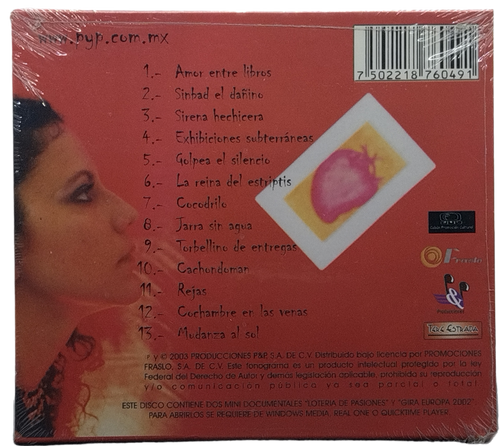 www.pyp.com.mx
7 502218 760491
1.- Amor entre libros
2.- Sinbad el dañino
3.- Sirena hechicera
4.- Exhibiciones subterráneas
5.- Golpea el silencio
6.- La reina del estriptis
7.- Cocodrilo
8.- Jarra sin agua
9.- Torbellino de entregas
10.- Cachondoman
11.- Rejas
12.- Cochambre en las venas
13.- Mudanza al sol
Fraslo
P&P
P y C 2003 PRODUCCIONES P&P, S.A. DE C.V. Distribuido bajo licencia por PROMOCIONES
FRASLO, S.A. DE C.V. Este fonograma es un producto intelectual protegido por la ley
Federal del Derecho de Autor y demás legislación aplicable, prohibida su reproducción
y/o comunicación pública ya sea parcial o total.
ESTE DISCO CONTIENE DOS MINI DOCUMENTALES "LOTERIA DE PASIONES" Y "GIRA EUROPA 2002"
PARA ABRIRLOS SE REQUIERE DE WINDOWS MEDIA, REAL ONE O QUICKTIME PLAYER